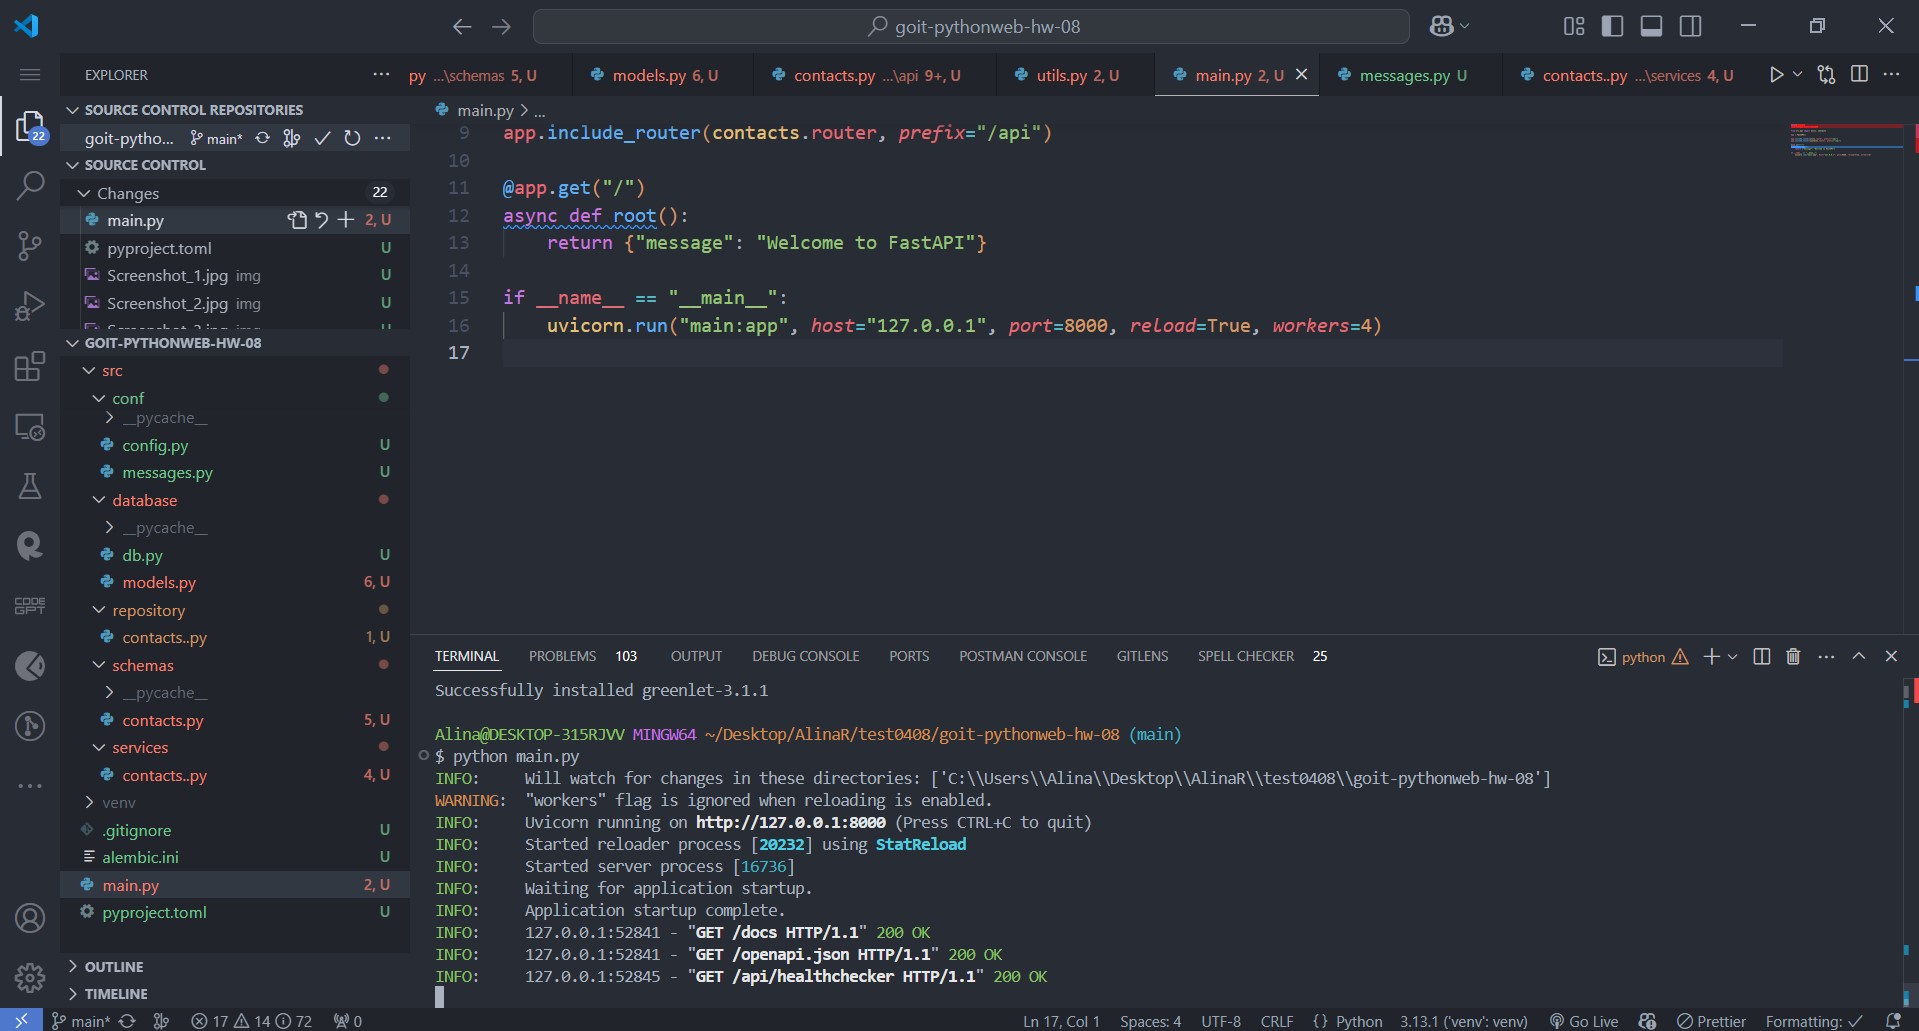 goit-pythonweb-hw-08
EXPLORER
SOURCE CONTROL REPOSITORIES
goit-pytho... main*
SOURCE CONTROL
Changes 22
main.py 2, U
pyproject.toml U
Screenshot_1.jpg img U
Screenshot_2.jpg img U
GOIT-PYTHONWEB-HW-08
src
conf
__pycache__
config.py U
messages.py U
database
__pycache__
db.py U
models.py 6, U
repository
contacts..py 1, U
schemas
__pycache__
contacts.py 5, U
services
contacts..py 4, U
venv
.gitignore U
alembic.ini U
main.py 2, U
pyproject.toml U
OUTLINE
TIMELINE
22
CODE
GPT
py ...\schemas 5, U
models.py 6, U
contacts.py ...\api 9+, U
utils.py 2, U
main.py 2, U
messages.py U
contacts..py ...\services 4, U
main.py > ...
9 app.include_router(contacts.router, prefix="/api")
10
11 @app.get("/")
12 async def root():
13 return {"message": "Welcome to FastAPI"}
14
15 if __name__ == "__main__":
16 uvicorn.run("main:app", host="127.0.0.1", port=8000, reload=True, workers=4)
17
TERMINAL PROBLEMS 103 OUTPUT DEBUG CONSOLE PORTS POSTMAN CONSOLE GITLENS SPELL CHECKER 25
python
Successfully installed greenlet-3.1.1
Alina@DESKTOP-315RJVV MINGW64 ~/Desktop/AlinaR/test0408/goit-pythonweb-hw-08 (main)
$ python main.py
INFO: Will watch for changes in these directories: ['C:\\Users\\Alina\\Desktop\\AlinaR\\test0408\\goit-pythonweb-hw-08']
WARNING: "workers" flag is ignored when reloading is enabled.
INFO: Uvicorn running on http://127.0.0.1:8000 (Press CTRL+C to quit)
INFO: Started reloader process [20232] using StatReload
INFO: Started server process [16736]
INFO: Waiting for application startup.
INFO: Application startup complete.
INFO: 127.0.0.1:52841 - "GET /docs HTTP/1.1" 200 OK
INFO: 127.0.0.1:52841 - "GET /openapi.json HTTP/1.1" 200 OK
INFO: 127.0.0.1:52845 - "GET /api/healthchecker HTTP/1.1" 200 OK
main* 17 14 72 0
Ln 17, Col 1 Spaces: 4 UTF-8 CRLF {} Python 3.13.1 ('venv': venv) Go Live Prettier Formatting: ✓